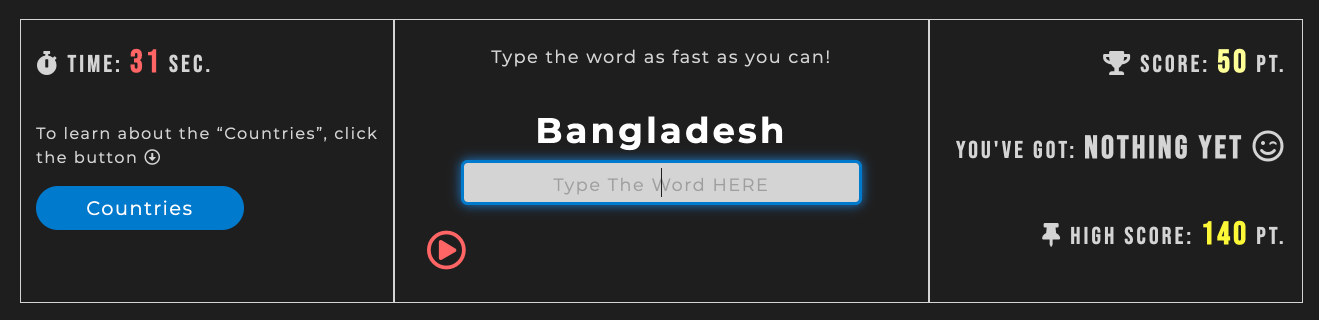 TIME: 31 SEC.
To learn about the “Countries”, click
the button
Countries
Type the word as fast as you can!
Bangladesh
Type The Word HERE
SCORE: 50 PT.
YOU'VE GOT: NOTHING YET
HIGH SCORE: 140 PT.